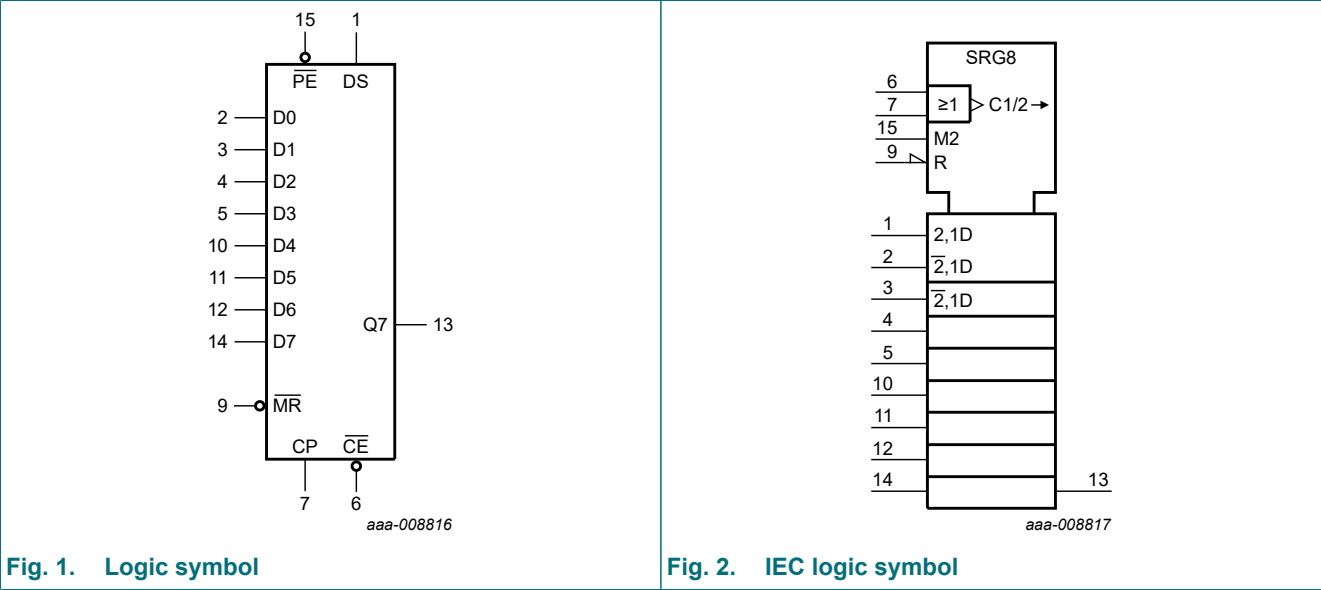 15 1
P̅E̅ DS
2 D0
3 D1
4 D2
5 D3
10 D4
11 D5
12 D6
14 D7
Q7 13
9 M̅R̅
CP C̅E̅
7 6
aaa-008816
Fig. 1. Logic symbol
SRG8
6
7 ≥1 C1/2
15 M2
9 R
1 2,1D
2 2̅,1D
3 2̅,1D
4
5
10
11
12
14 13
aaa-008817
Fig. 2. IEC logic symbol